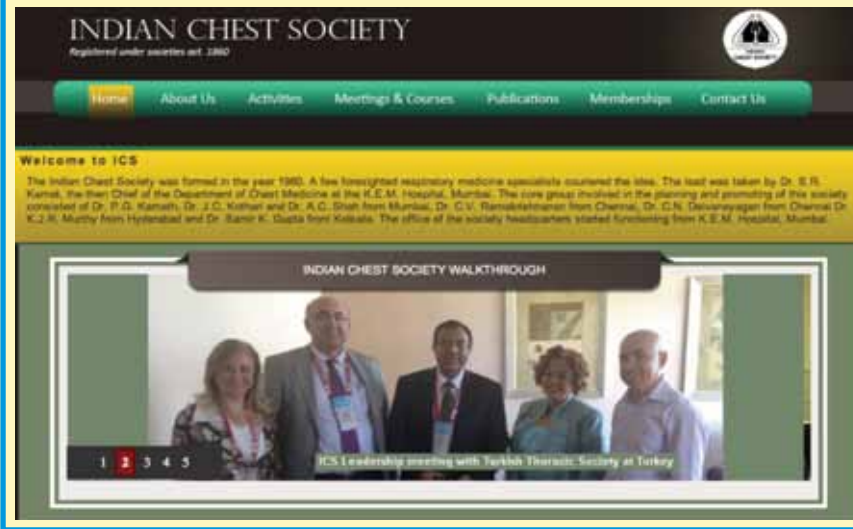 INDIAN CHEST SOCIETY
Registered under societies act. 1860
INDIAN
CHEST SOCIETY
Home About Us Activities Meetings & Courses Publications Memberships Contact Us
Welcome to ICS
The Indian Chest Society was formed in the year 1980. A few foresighted respiratory medicine specialists countered the idea. The lead was taken by Dr. S.R.
Kamat, the then Chief of the Department of Chest Medicine at the K.E.M. Hospital, Mumbai. The core group involved in the planning and promoting of this society
consisted of Dr. P.G. Kamath, Dr. J.C. Kothari and Dr. A.C. Shah from Mumbai, Dr. C.V. Ramakrishnan from Chennai, Dr. C.N. Deivanayagan from Chennai Dr.
K.J.R. Murthy from Hyderabad and Dr. Samir K. Gupta from Kolkata. The office of the society headquarters started functioning from K.E.M. Hospital, Mumbai.
INDIAN CHEST SOCIETY WALKTHROUGH
1 2 3 4 5
ICS Leadership meeting with Turkish Thoracic Society at Turkey